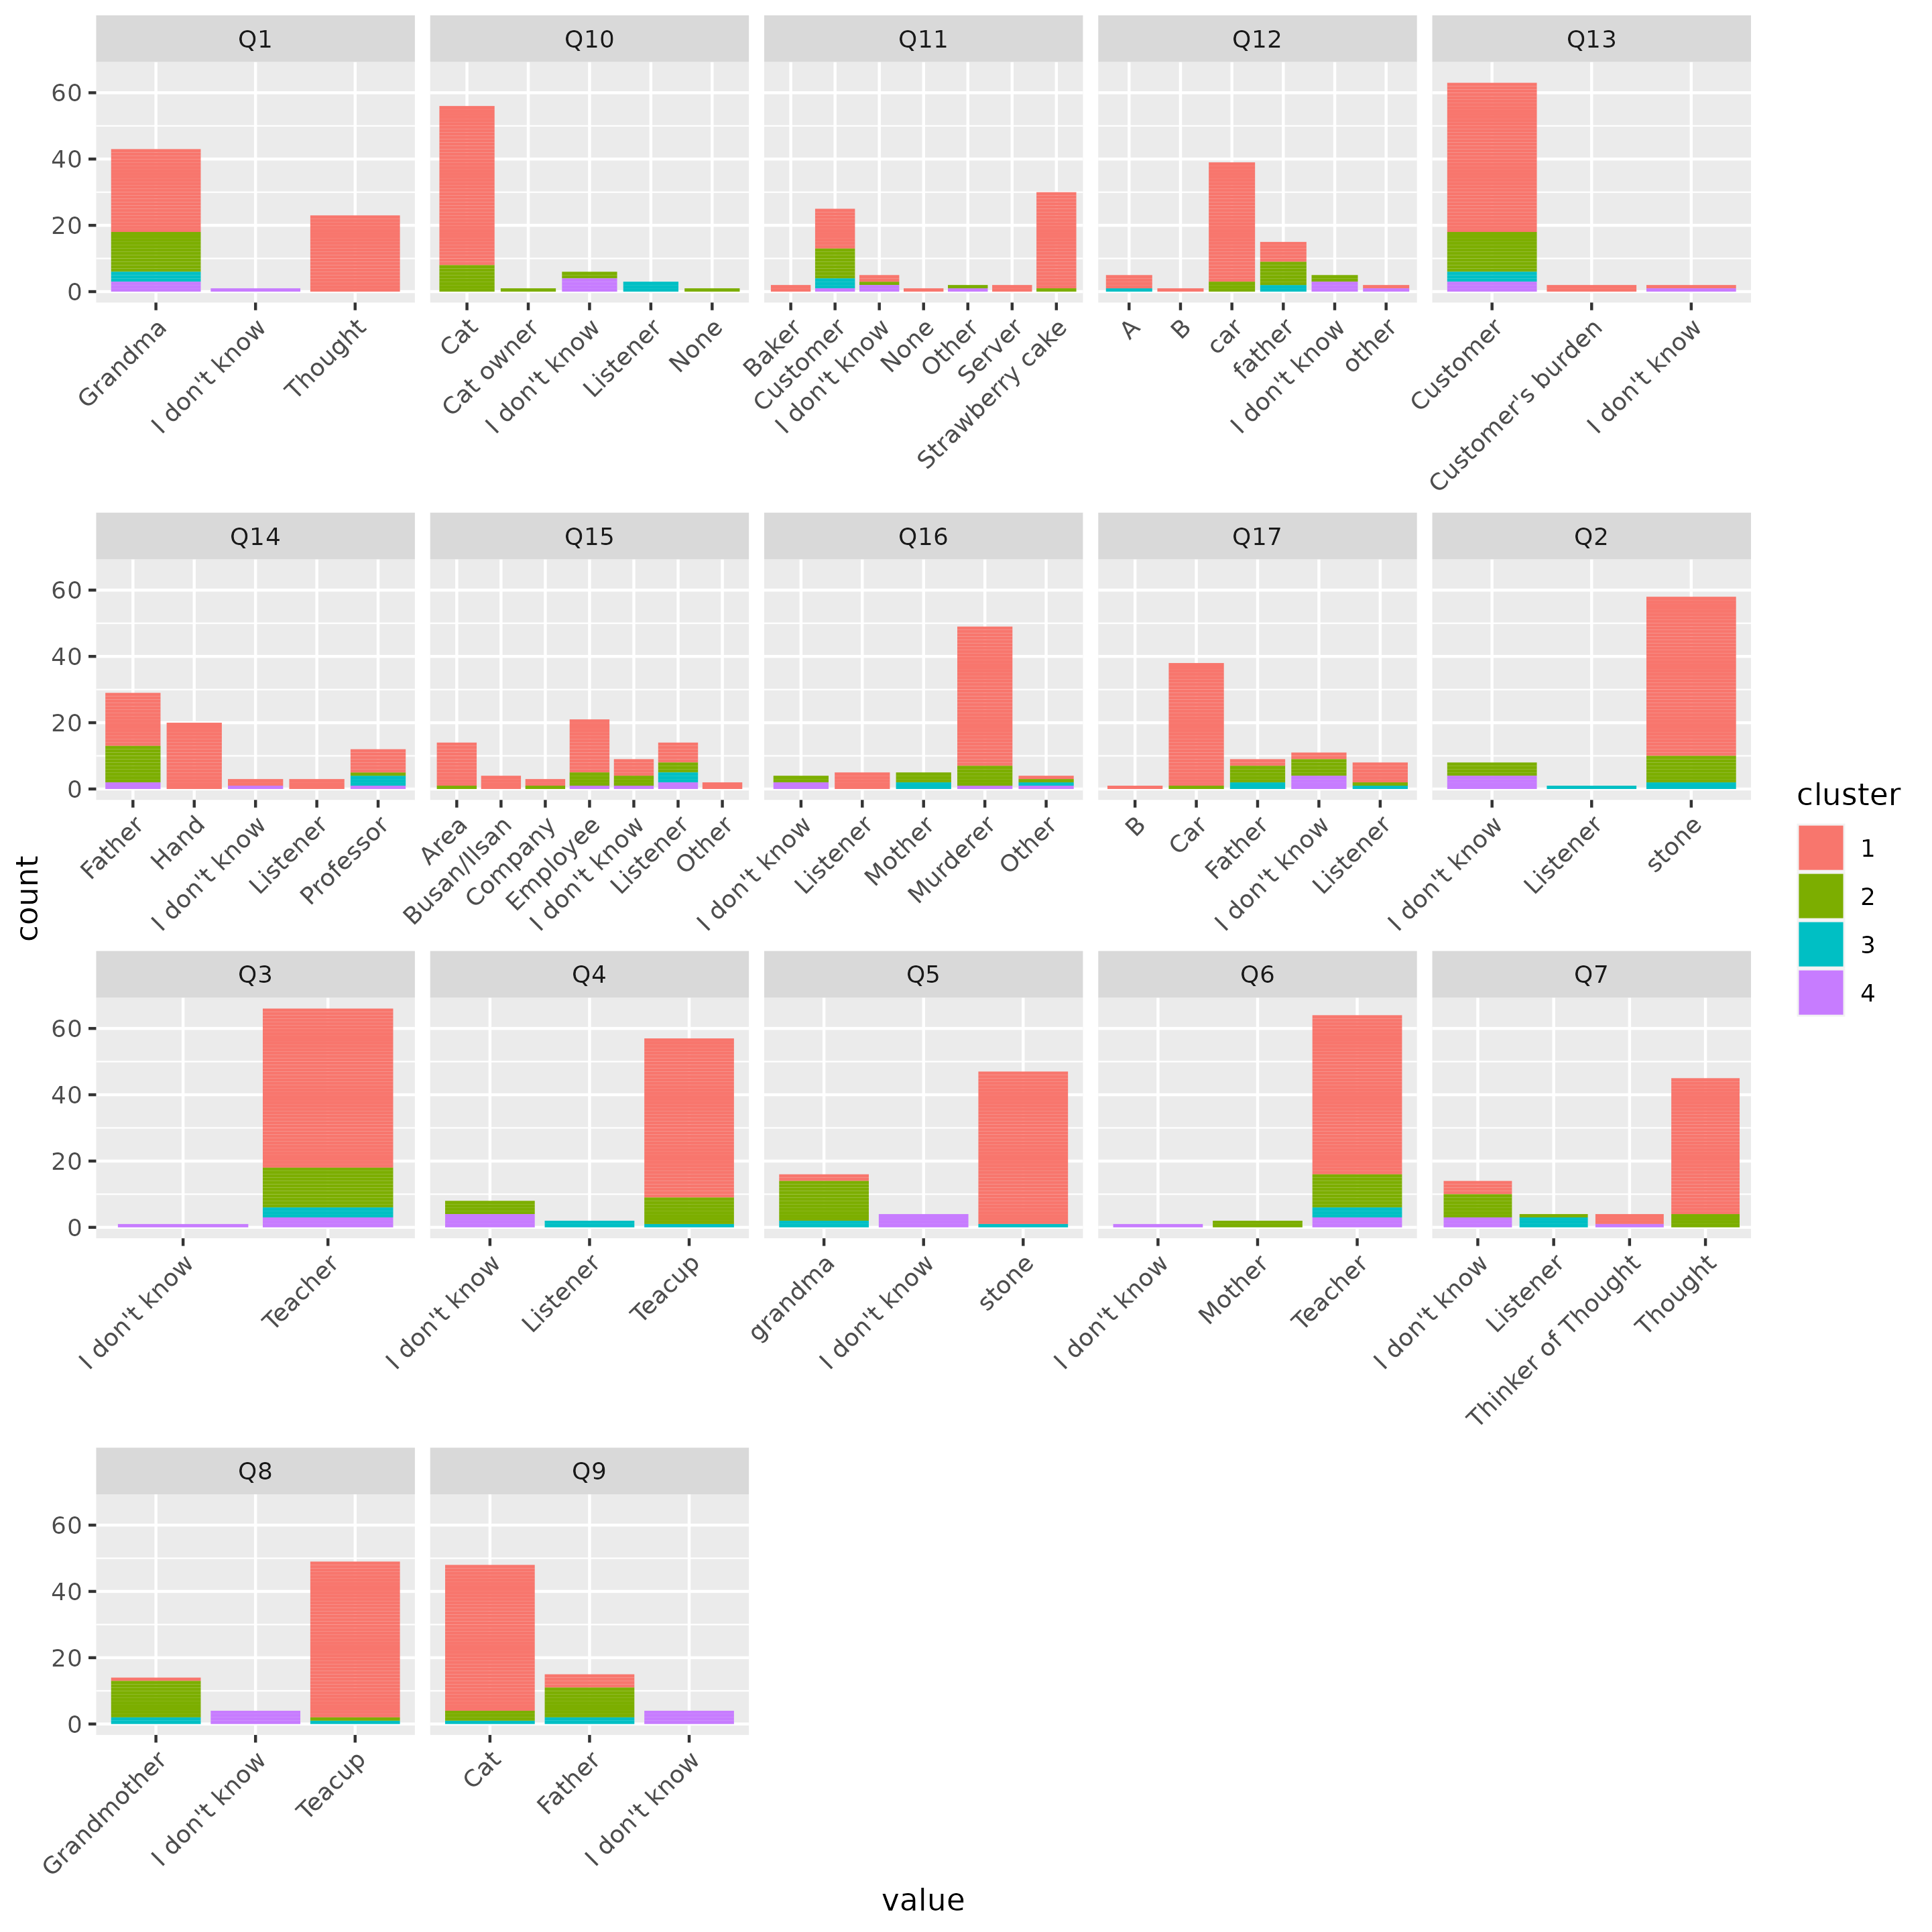 Q1 Q10 Q11 Q12 Q13
60
40
20
0
Grandma I don't know Thought
Cat Cat owner I don't know Listener None
Baker Customer I don't know None Other Server Strawberry cake
A B car father I don't know other
Customer Customer's burden I don't know
Q14 Q15 Q16 Q17 Q2
60
40
20
0
Father Hand I don't know Listener Professor
Area Busan/Ilsan Company Employee I don't know Listener Other
I don't know Listener Mother Murderer Other
B Car Father I don't know Listener
I don't know Listener stone
Q3 Q4 Q5 Q6 Q7
60
40
20
0
I don't know Teacher
I don't know Listener Teacup
grandma I don't know stone
I don't know Mother Teacher
I don't know Listener Thinker of Thought Thought
Q8 Q9
60
40
20
0
Grandmother I don't know Teacup
Cat Father I don't know
count
value
cluster
1
2
3
4